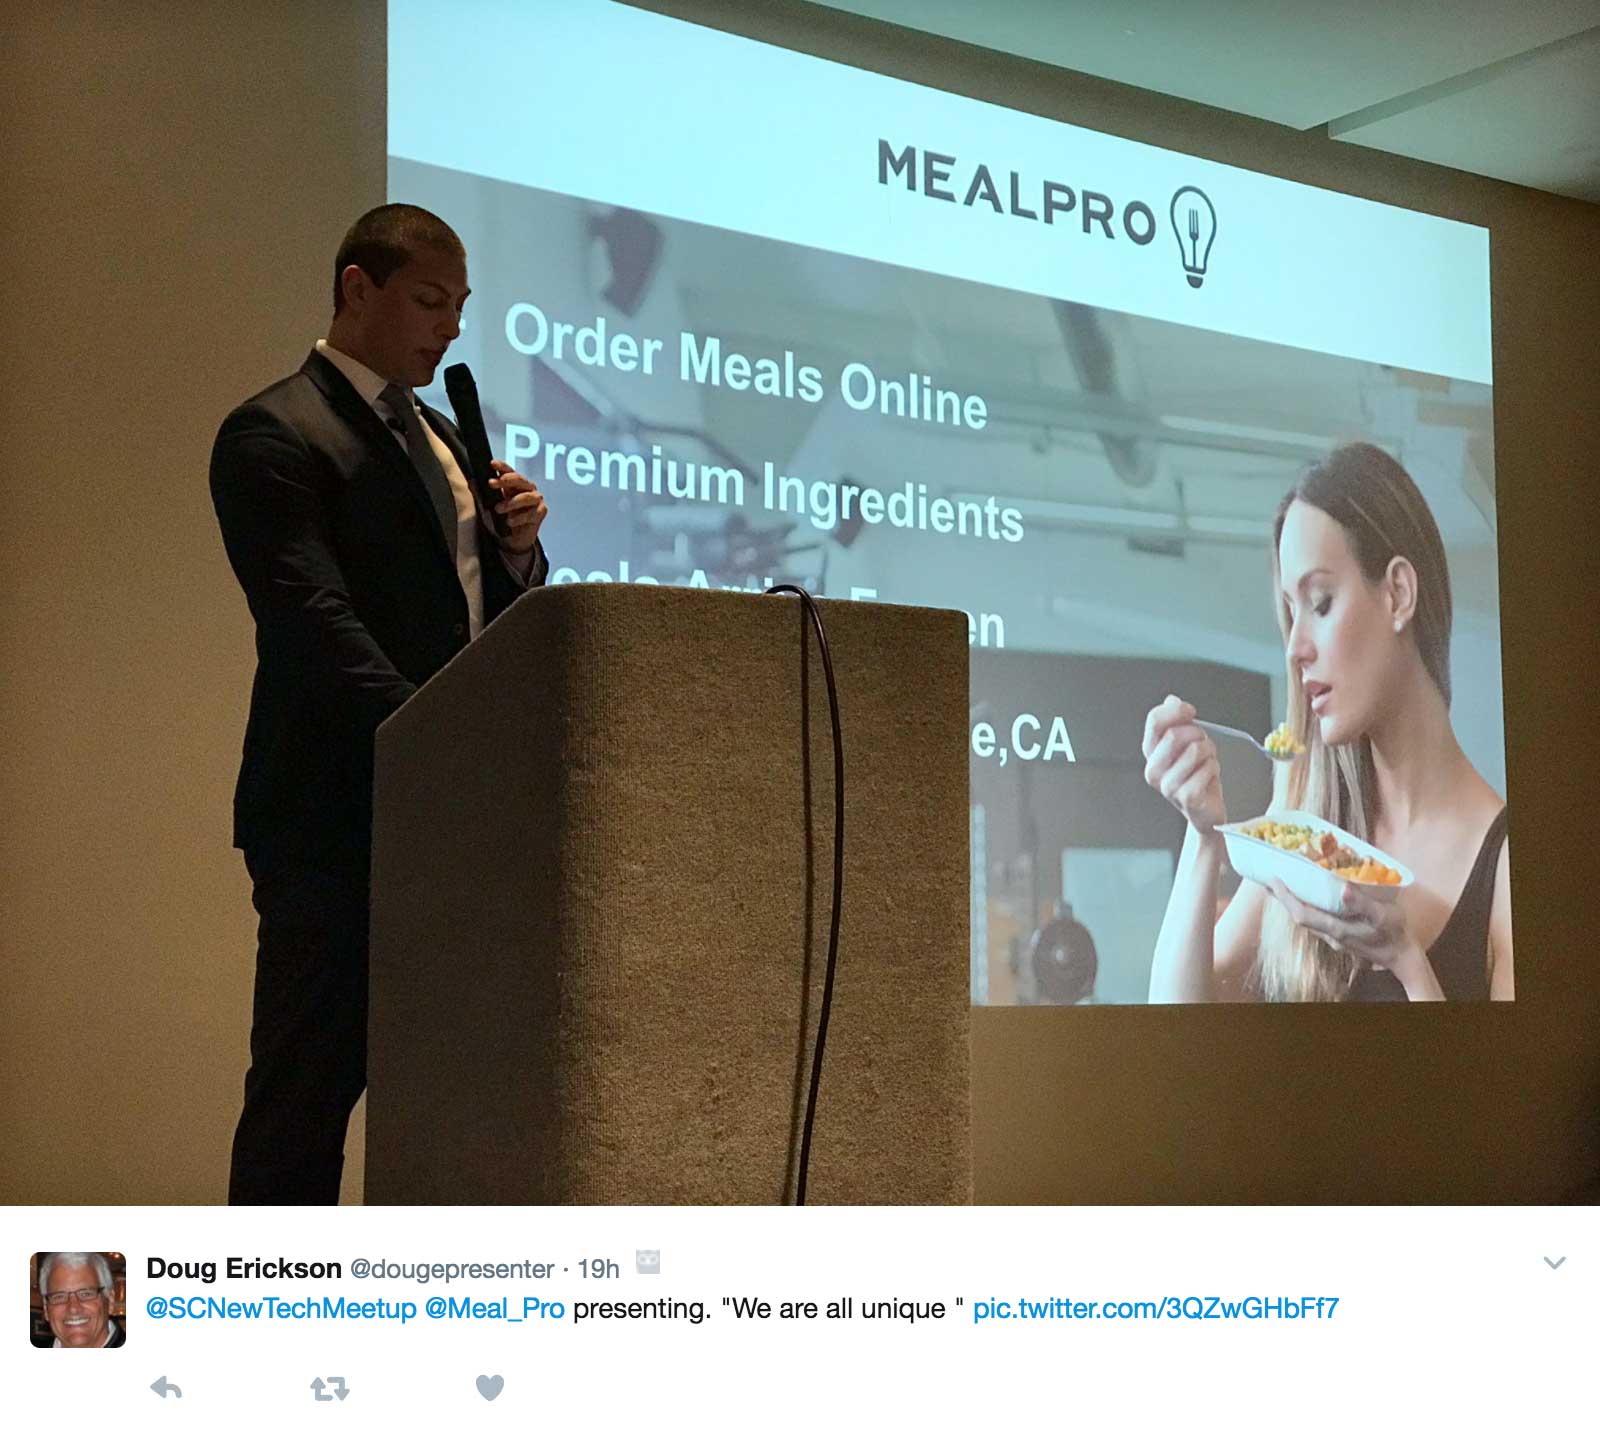 MEALPRO
Order Meals Online
Premium Ingredients
e,CA
Doug Erickson @dougepresenter · 19h
@SCNewTechMeetup @Meal_Pro presenting. "We are all unique " pic.twitter.com/3QZwGHbFf7